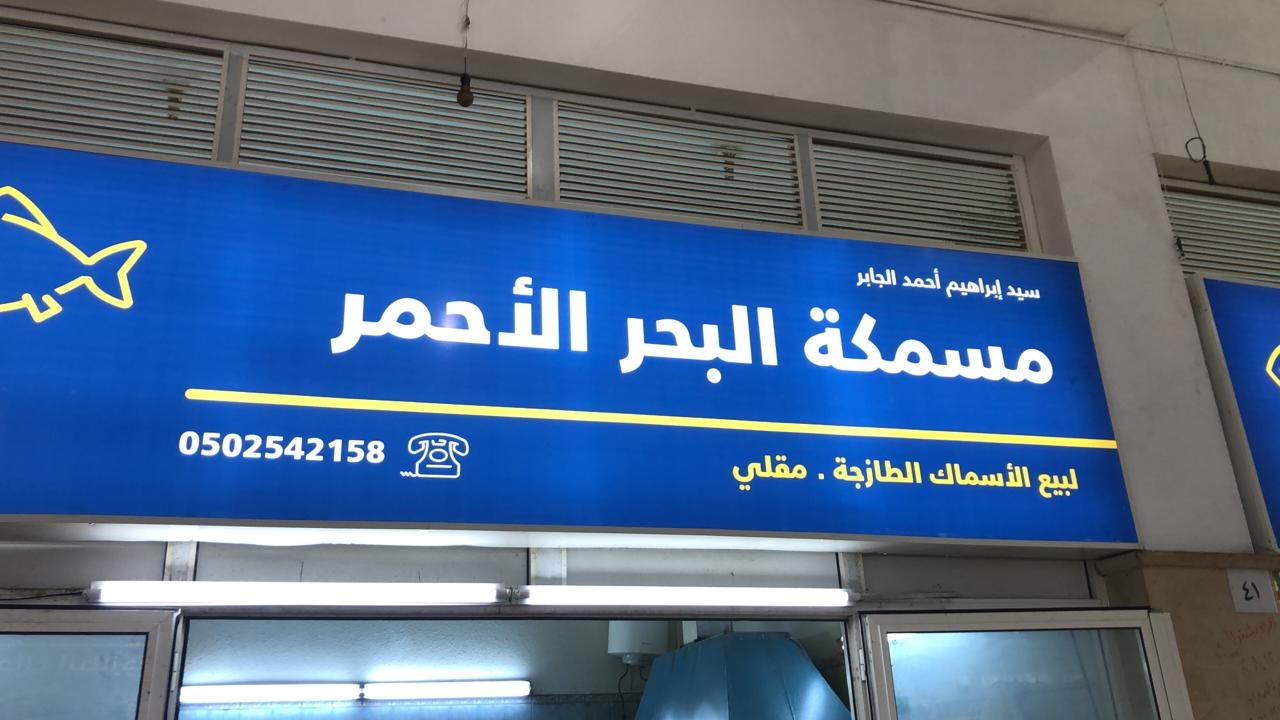 سيد إبراهيم أحمد الجابر
مسمكة البحر الأحمر
لبيع الأسماك الطازجة . مقلي
0502542158
٤١